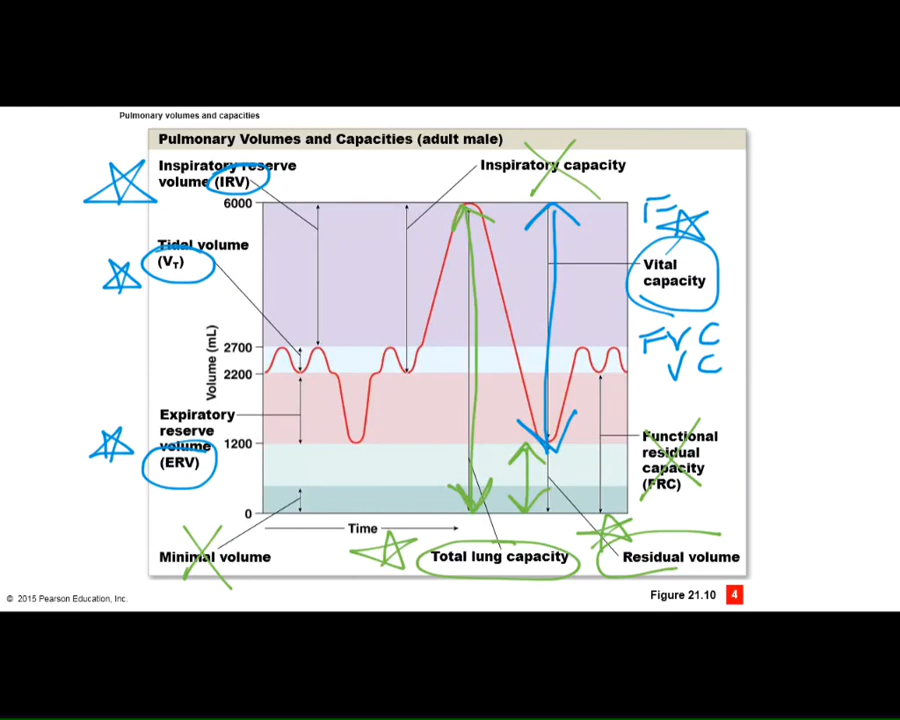 Pulmonary volumes and capacities
Pulmonary Volumes and Capacities (adult male)
Inspiratory reserve
volume (IRV)
Inspiratory capacity
6000
Tidal volume
(VT)
F
Vital
capacity
FVC
VC
Volume (mL)
2700
2200
Expiratory
reserve
volume
(ERV)
1200
Functional
residual
capacity
(FRC)
0
Time
Minimal volume
Total lung capacity
Residual volume
© 2015 Pearson Education, Inc.
Figure 21.10
4